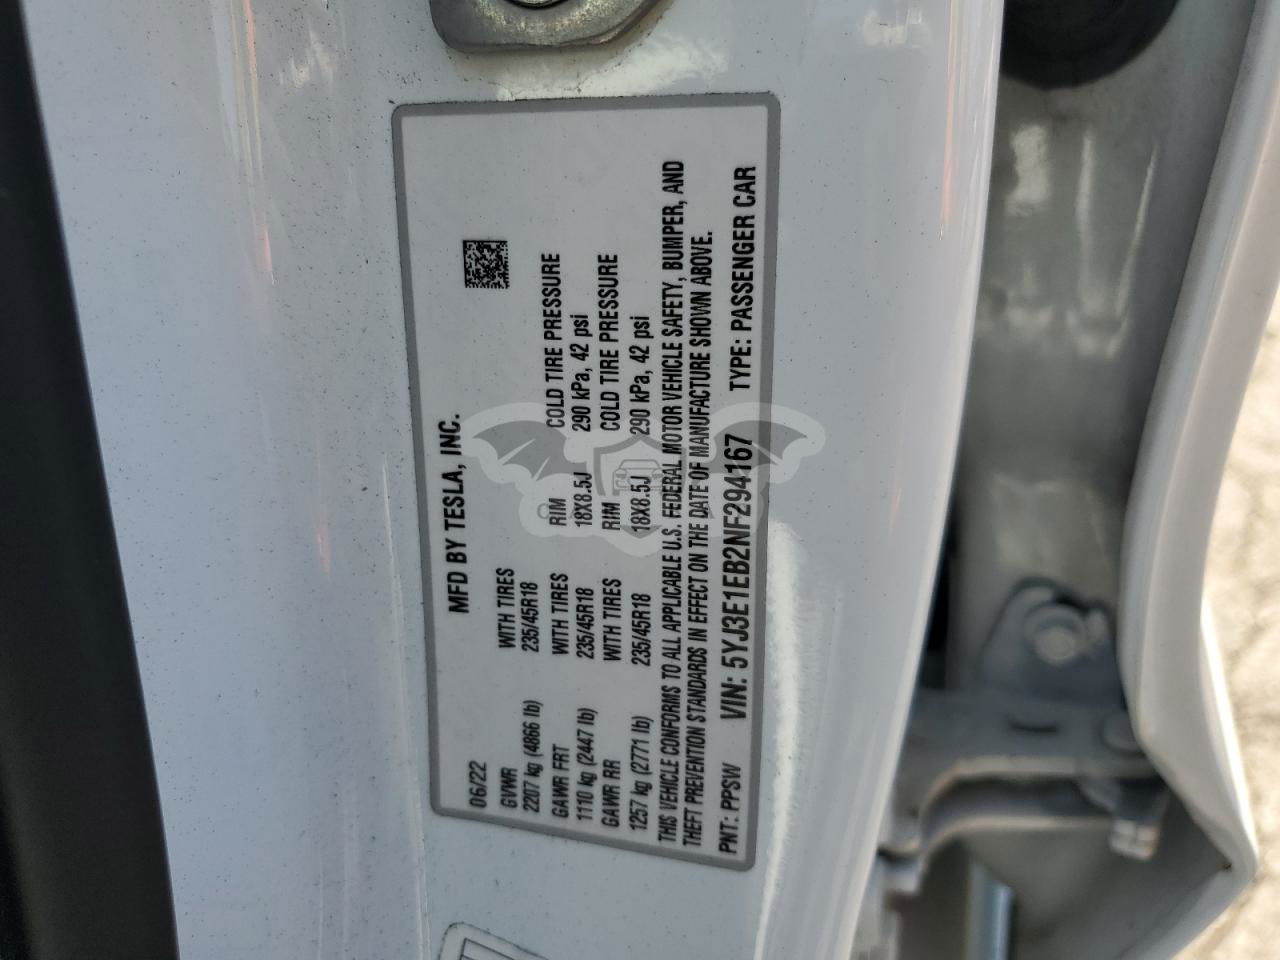 MFD BY TESLA, INC.
06/22
GVWR
2207 kg (4866 lb)
WITH TIRES
235/45R18
GAWR FRT
1110 kg (2447 lb)
WITH TIRES
235/45R18
RIM
18X8.5J
COLD TIRE PRESSURE
290 kPa, 42 psi
GAWR RR
1257 kg (2771 lb)
WITH TIRES
235/45R18
RIM
18X8.5J
COLD TIRE PRESSURE
290 kPa, 42 psi
THIS VEHICLE CONFORMS TO ALL APPLICABLE U.S. FEDERAL MOTOR VEHICLE SAFETY, BUMPER, AND
THEFT PREVENTION STANDARDS IN EFFECT ON THE DATE OF MANUFACTURE SHOWN ABOVE.
PNT: PPSW VIN: 5YJ3E1EB2NF294167 TYPE: PASSENGER CAR